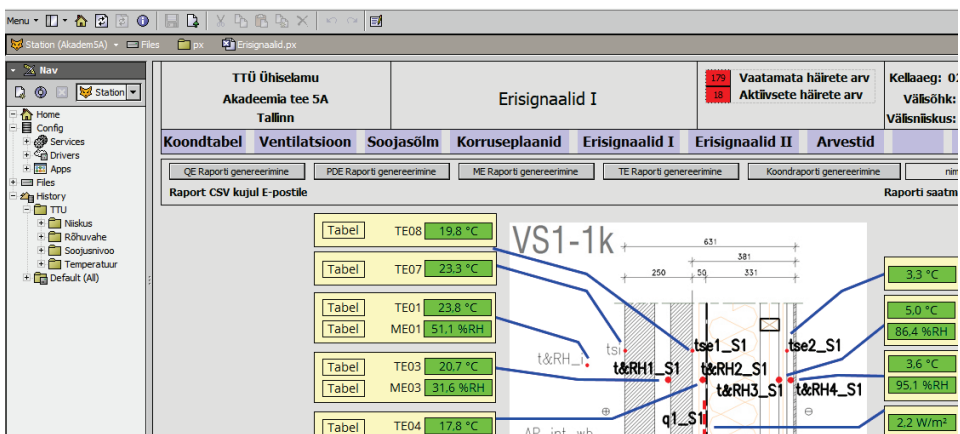 Menu
Station (Akadem5A) Files px Erisignaalid.px
Nav
Station
Home
Config
Services
Drivers
Apps
Files
History
TTU
Niiskus
Rõhuvahe
Soojusnivoo
Temperatuur
Default (All)
TTÜ Ühiselamu
Akadeemia tee 5A
Tallinn
Erisignaalid I
179 Vaatamata häirete arv
18 Aktiivsete häirete arv
Kellaaeg:
Välisõhk:
Välisniiskus:
Koondtabel Ventilatsioon Soojasõlm Korruseplaanid Erisignaalid I Erisignaalid II Arvestid
QE Raporti genereerimine PDE Raporti genereerimine ME Raporti genereerimine TE Raporti genereerimine Koondraporti genereerimine
Raport CSV kujul E-postile
Raporti saatm
Tabel TE08 19.8 °C
Tabel TE07 23.3 °C
Tabel TE01 23.8 °C
Tabel ME01 51.1 %RH
Tabel TE03 20.7 °C
Tabel ME03 31.6 %RH
Tabel TE04 17.8 °C
VS1-1k
631
381
250 50 331
tsi tse1_S1 tse2_S1
t&RH_i t&RH1_S1 t&RH2_S1
t&RH3_S1 t&RH4_S1
q1_S1
3.3 °C
5.0 °C
86.4 %RH
3.6 °C
95.1 %RH
2.2 W/m²